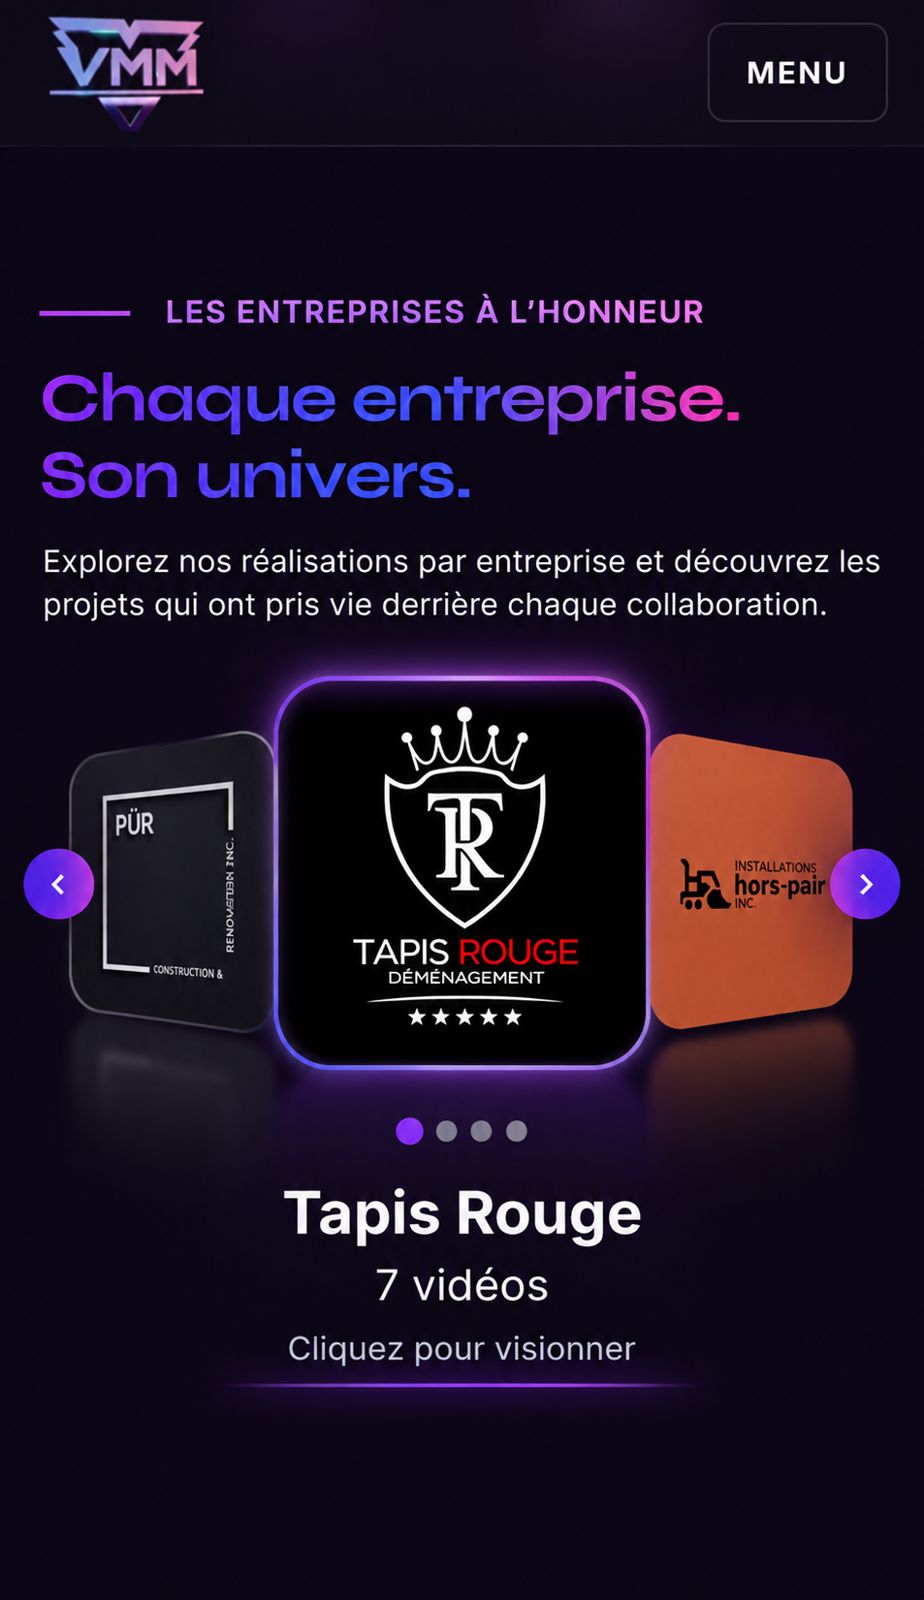 VMM
MENU
LES ENTREPRISES À L’HONNEUR
Chaque entreprise.
Son univers.
Explorez nos réalisations par entreprise et découvrez les
projets qui ont pris vie derrière chaque collaboration.
PÜR
CONSTRUCTION &
TR
TAPIS ROUGE
DÉMÉNAGEMENT
INSTALLATIONS
hors-pair
INC.
Tapis Rouge
7 vidéos
Cliquez pour visionner